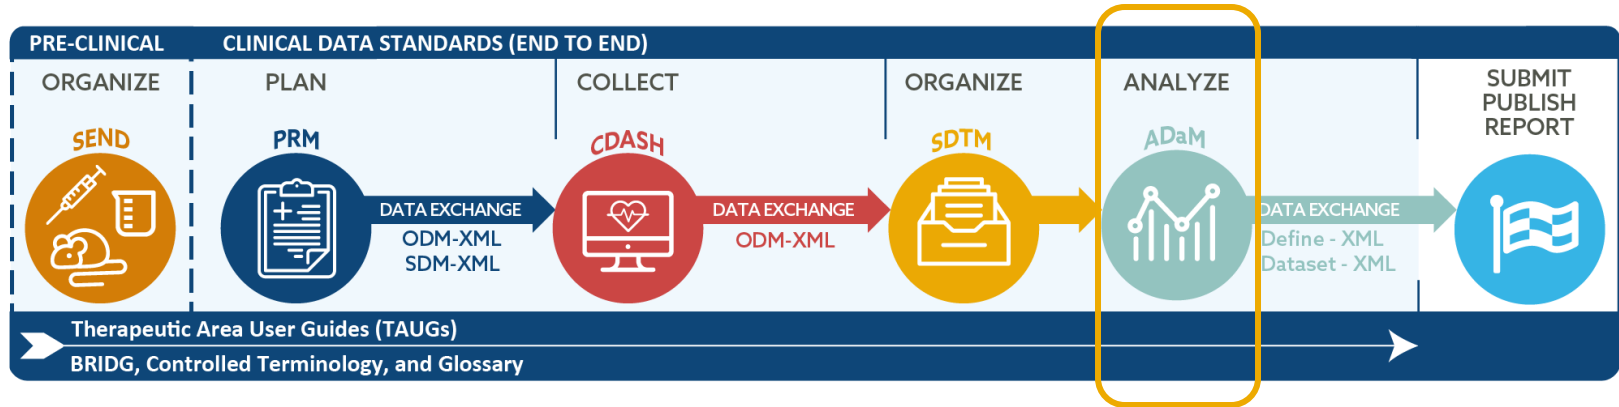 PRE-CLINICAL
CLINICAL DATA STANDARDS (END TO END)
ORGANIZE
PLAN
COLLECT
ORGANIZE
ANALYZE
SUBMIT
PUBLISH
REPORT
SEND
PRM
CDASH
SDTM
ADaM
DATA EXCHANGE
ODM-XML
SDM-XML
DATA EXCHANGE
ODM-XML
DATA EXCHANGE
Define - XML
Dataset - XML
Therapeutic Area User Guides (TAUGs)
BRIDG, Controlled Terminology, and Glossary